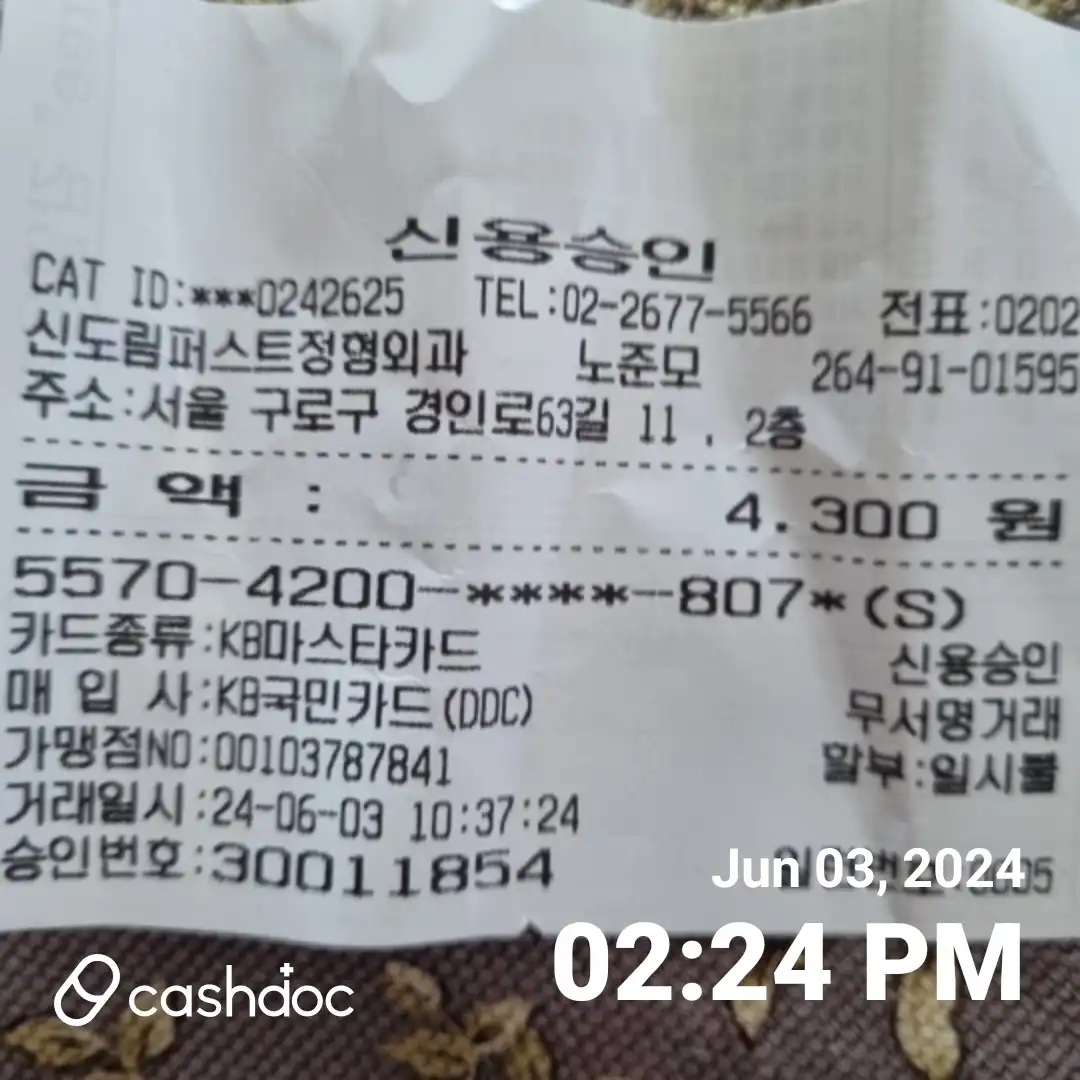 신용승인
CAT ID:***0242625 TEL:02-2677-5566 전표:0202
신도림퍼스트정형외과 노준모 264-91-01595
주소:서울 구로구 경인로63길 11 , 2층
금 액 : 4.300 원
5570-4200-****-807*(S)
카드종류:KB마스타카드 신용승인
매 입 사:KB국민카드(DDC) 무서명거래
가맹점NO:00103787841 할부:일시불
거래일시:24-06-03 10:37:24
승인번호:30011854
Jun 03, 2024
02:24 PM
cashdoc